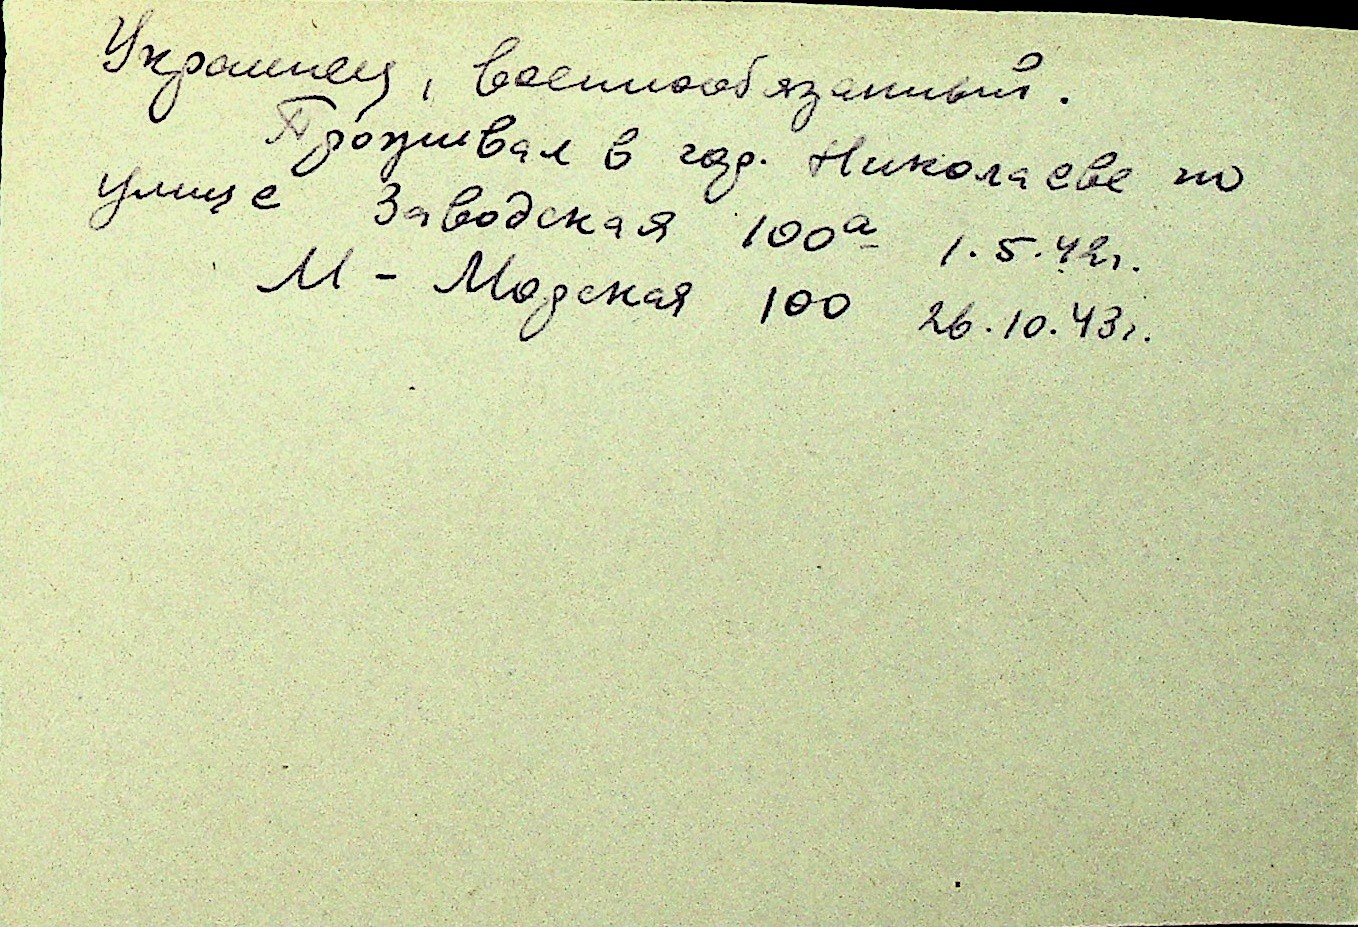 Украинец, военнообязанный.
Проживал в гор. Николаеве по
улице Заводская 100а 1.5.42г.
М-Морская 100 26.10.43г.